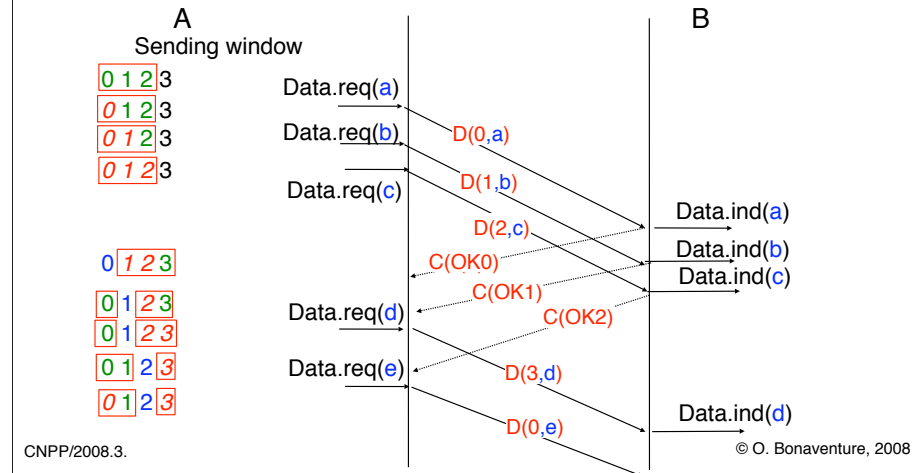 A
B
Sending window
0 1 2 3
Data.req(a)
0 1 2 3
Data.req(b)
D(0,a)
0 1 2 3
0 1 2 3
D(1,b)
Data.req(c)
Data.ind(a)
D(2,c)
Data.ind(b)
0 1 2 3
C(OK0)
Data.ind(c)
C(OK1)
0 1 2 3
Data.req(d)
C(OK2)
0 1 2 3
0 1 2 3
Data.req(e)
D(3,d)
0 1 2 3
Data.ind(d)
D(0,e)
CNPP/2008.3.
© O. Bonaventure, 2008